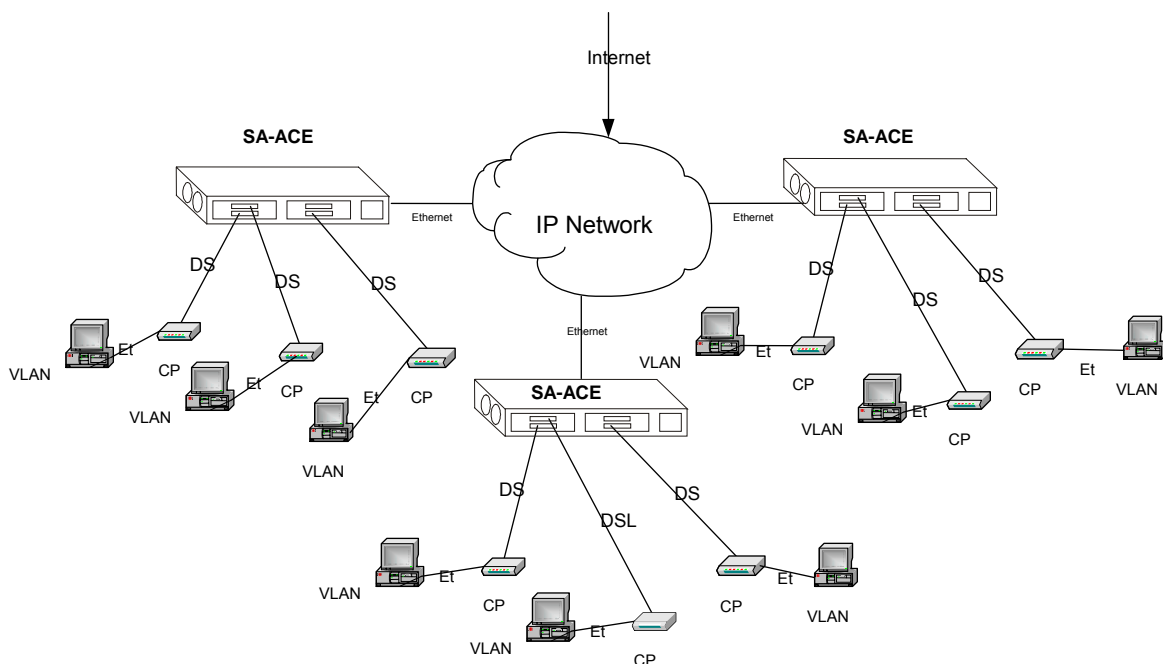 Internet
SA-ACE
SA-ACE
Ethernet
IP Network
Ethernet
DS
DS
DS
DS
DS
DS
Ethernet
Et
VLAN
CP
Et
CP
VLAN
Et
CP
VLAN
VLAN
Et
CP
Et
VLAN
VLAN
Et
CP
CP
SA-ACE
DS
DSL
DS
VLAN
Et
CP
VLAN
Et
CP
CP
Et
VLAN